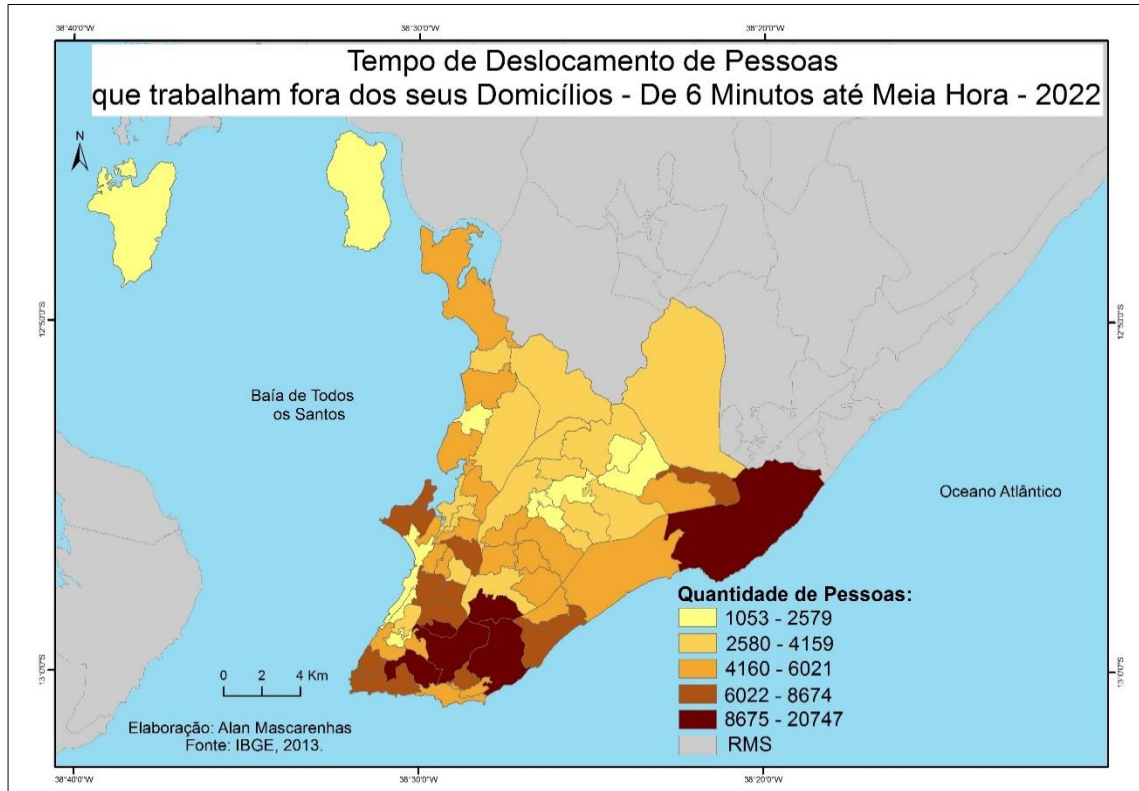 38°40'0"W
38°30'0"W
38°20'0"W
Tempo de Deslocamento de Pessoas
que trabalham fora dos seus Domicílios - De 6 Minutos até Meia Hora - 2022
N
12°50'0"S
12°50'0"S
Baía de Todos
os Santos
Oceano Atlântico
Quantidade de Pessoas:
1053 - 2579
2580 - 4159
4160 - 6021
6022 - 8674
8675 - 20747
RMS
13°0'0"S
13°0'0"S
0 2 4 Km
Elaboração: Alan Mascarenhas
Fonte: IBGE, 2013.
38°40'0"W
38°30'0"W
38°20'0"W